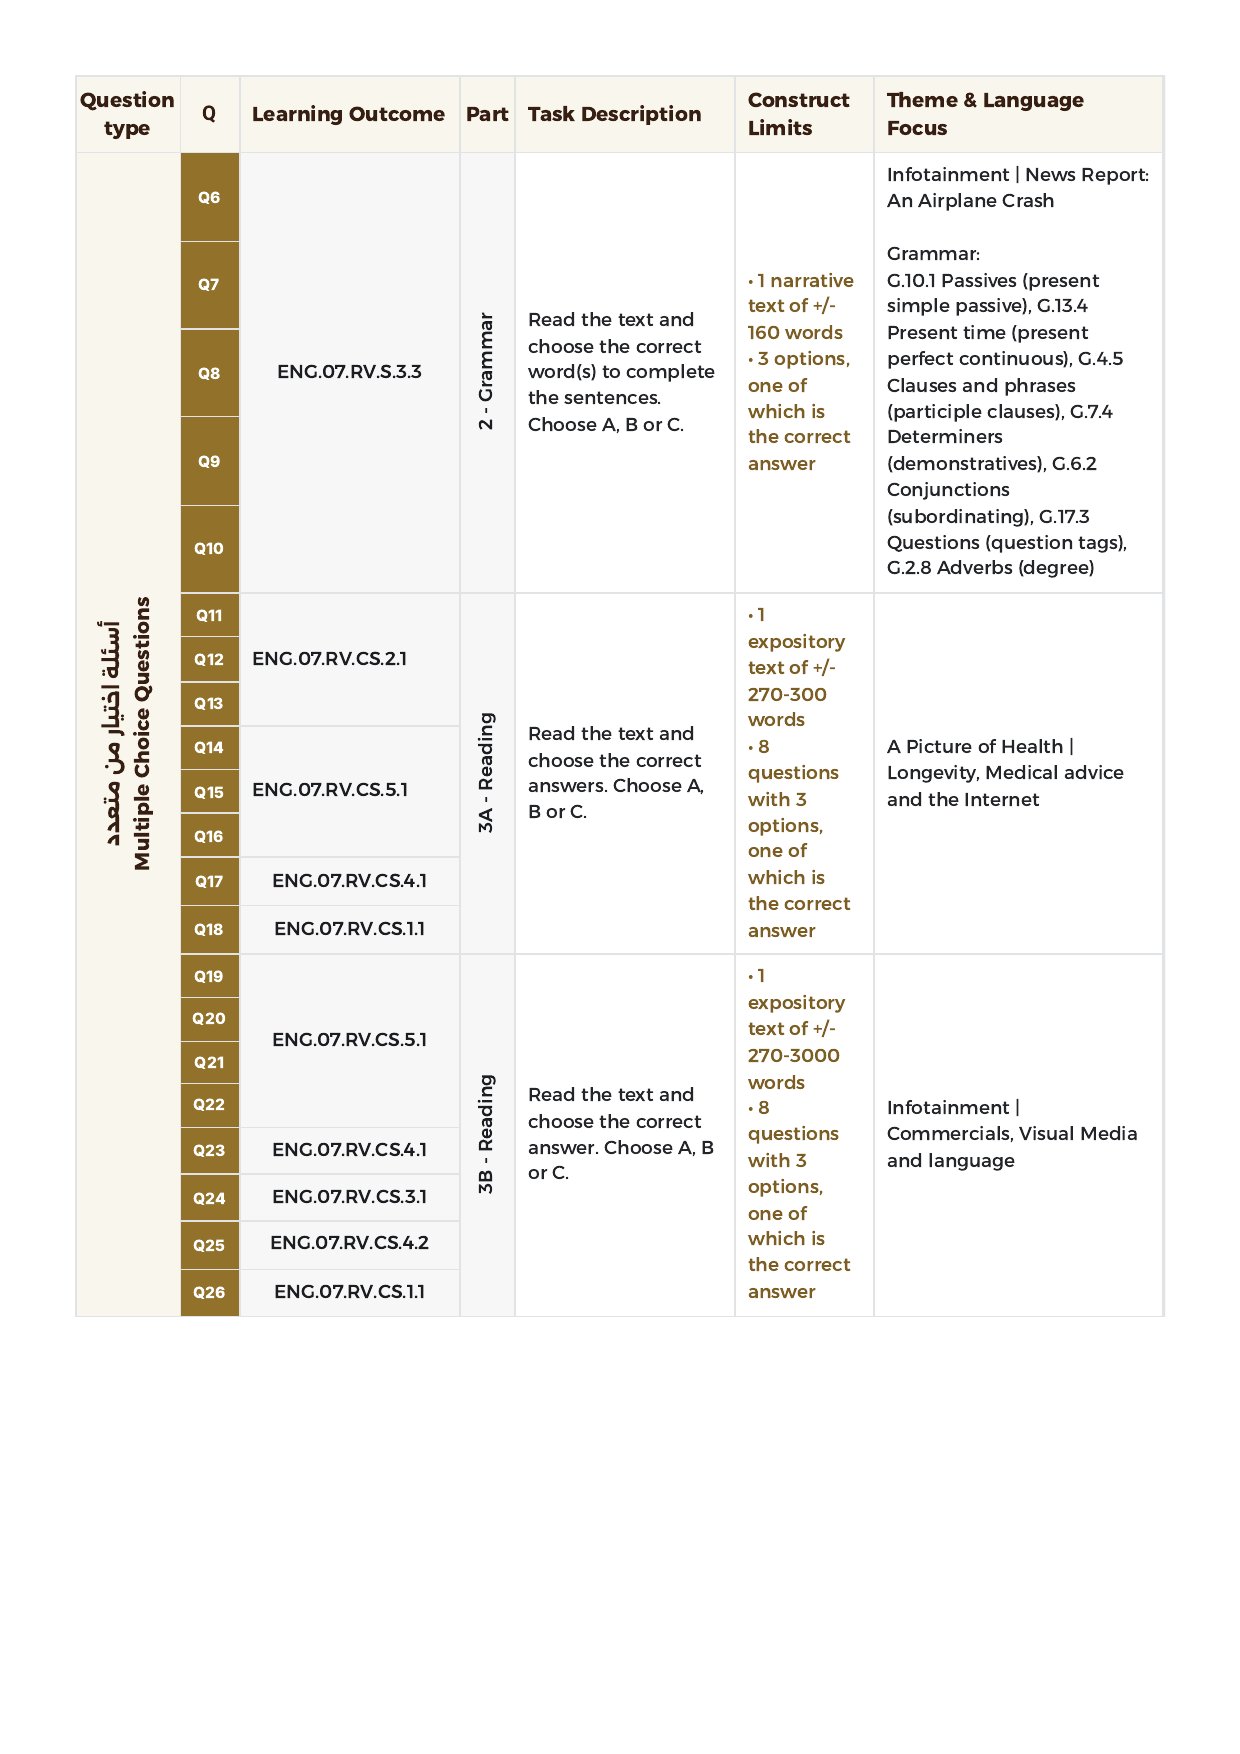 Question type
Q
Learning Outcome
Part
Task Description
Construct Limits
Theme & Language Focus
أسئلة اختيار من متعدد
Multiple Choice Questions
Q6
Q7
Q8
Q9
Q10
ENG.07.RV.S.3.3
2 - Grammar
Read the text and
choose the correct
word(s) to complete
the sentences.
Choose A, B or C.
• 1 narrative
text of +/-
160 words
• 3 options,
one of
which is
the correct
answer
Infotainment | News Report:
An Airplane Crash
Grammar:
G.10.1 Passives (present
simple passive), G.13.4
Present time (present
perfect continuous), G.4.5
Clauses and phrases
(participle clauses), G.7.4
Determiners
(demonstratives), G.6.2
Conjunctions
(subordinating), G.17.3
Questions (question tags),
G.2.8 Adverbs (degree)
Q11
Q12
Q13
ENG.07.RV.CS.2.1
Q14
Q15
Q16
ENG.07.RV.CS.5.1
Q17
ENG.07.RV.CS.4.1
Q18
ENG.07.RV.CS.1.1
3A - Reading
Read the text and
choose the correct
answers. Choose A,
B or C.
• 1
expository
text of +/-
270-300
words
• 8
questions
with 3
options,
one of
which is
the correct
answer
A Picture of Health |
Longevity, Medical advice
and the Internet
Q19
Q20
Q21
Q22
ENG.07.RV.CS.5.1
Q23
ENG.07.RV.CS.4.1
Q24
ENG.07.RV.CS.3.1
Q25
ENG.07.RV.CS.4.2
Q26
ENG.07.RV.CS.1.1
3B - Reading
Read the text and
choose the correct
answer. Choose A, B
or C.
• 1
expository
text of +/-
270-3000
words
• 8
questions
with 3
options,
one of
which is
the correct
answer
Infotainment |
Commercials, Visual Media
and language